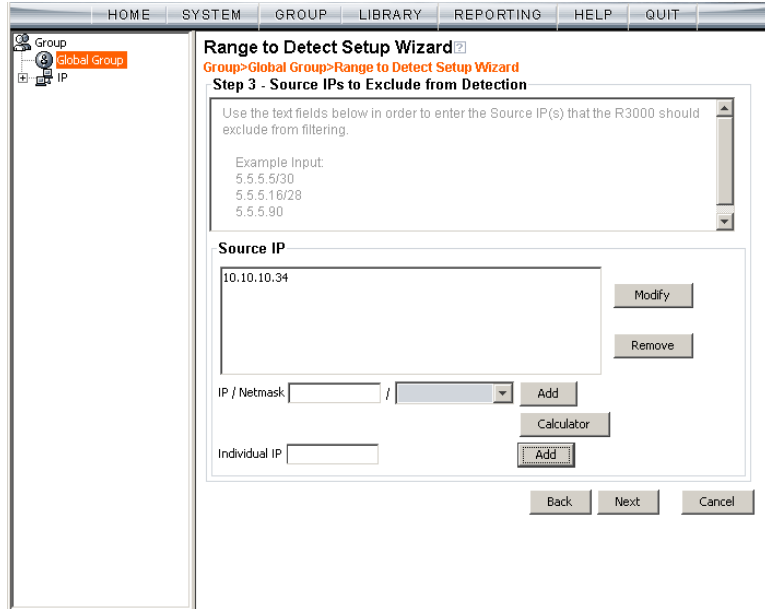 HOME SYSTEM GROUP LIBRARY REPORTING HELP QUIT
Group
Global Group
IP
Range to Detect Setup Wizard?
Group>Global Group>Range to Detect Setup Wizard
Step 3 - Source IPs to Exclude from Detection
Use the text fields below in order to enter the Source IP(s) that the R3000 should
exclude from filtering.
Example Input:
5.5.5.5/30
5.5.5.16/28
5.5.5.90
Source IP
10.10.10.34
Modify
Remove
IP / Netmask / Add
Calculator
Individual IP Add
Back Next Cancel